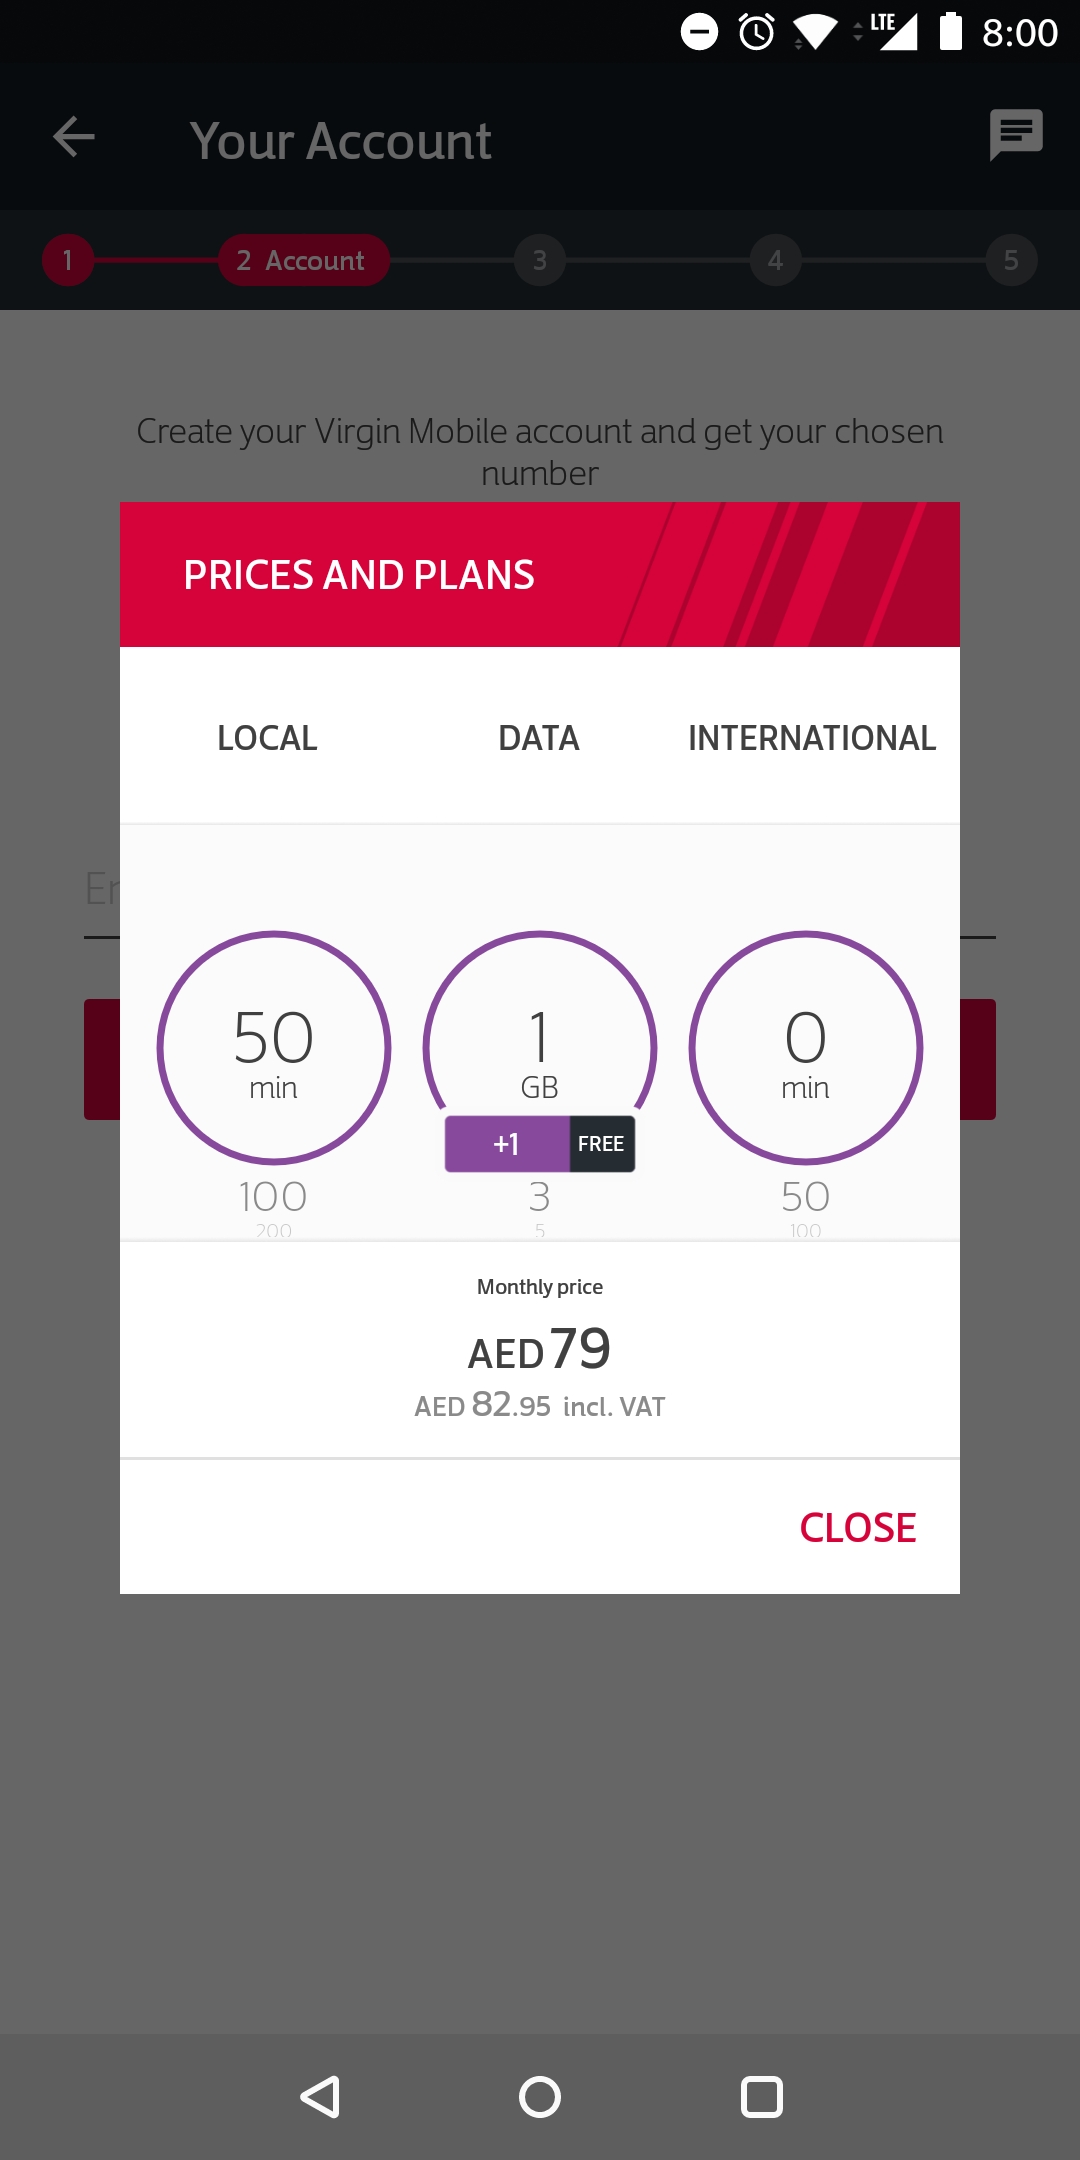 LTE 8:00
Your Account
1 2 Account 3 4 5
Create your Virgin Mobile account and get your chosen
number
PRICES AND PLANS
LOCAL DATA INTERNATIONAL
50 1 0
min GB min
+1 FREE
100 3 50
200 5 100
Monthly price
AED 79
AED 82.95 incl. VAT
CLOSE